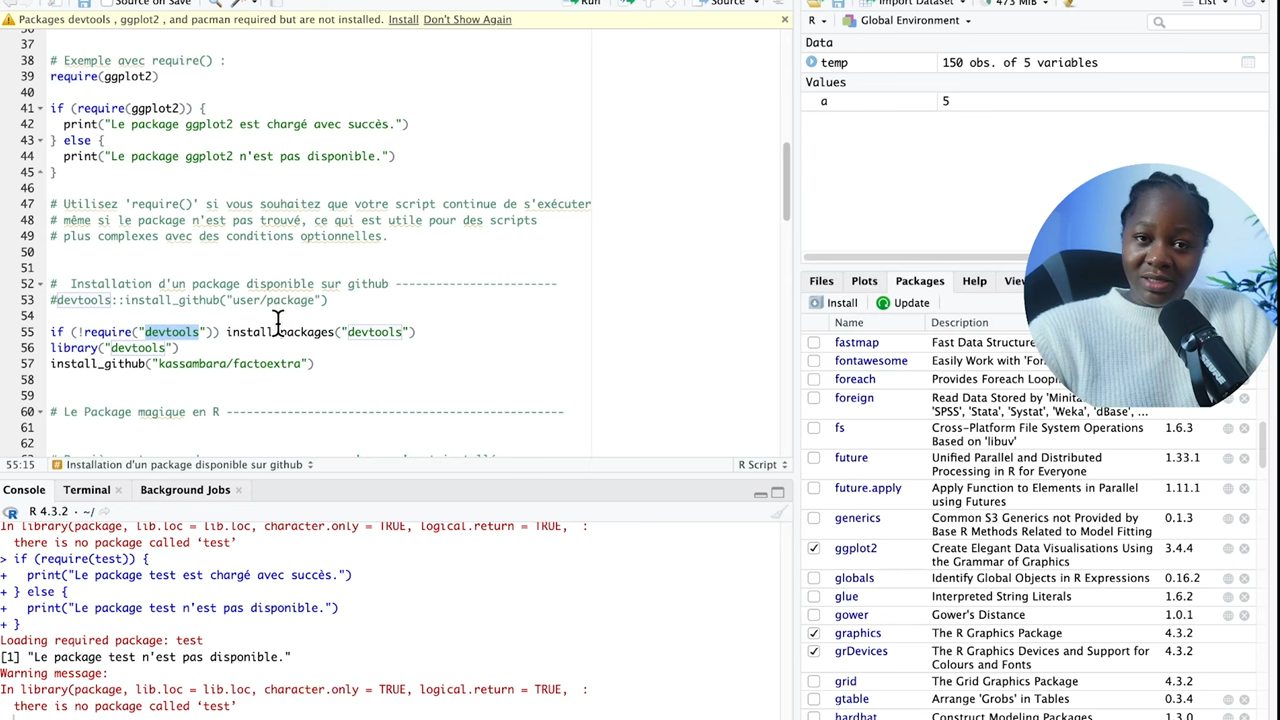 Source on Save
Run
Source
Packages devtools , ggplot2 , and pacman required but are not installed. Install Don't Show Again
36
37
38 # Exemple avec require() :
39 require(ggplot2)
40
41 if (require(ggplot2)) {
42 print("Le package ggplot2 est chargé avec succès.")
43 } else {
44 print("Le package ggplot2 n'est pas disponible.")
45 }
46
47 # Utilisez 'require()' si vous souhaitez que votre script continue de s'exécuter
48 # même si le package n'est pas trouvé, ce qui est utile pour des scripts
49 # plus complexes avec des conditions optionnelles.
50
51
52 # Installation d'un package disponible sur github ------------------------
53 #devtools::install_github("user/package")
54
55 if (!require("devtools")) install.packages("devtools")
56 library("devtools")
57 install_github("kassambara/factoextra")
58
59
60 # Le Package magique en R --------------------------------------------------
61
62
55:15 Installation d'un package disponible sur github R Script
Console Terminal Background Jobs
R 4.3.2 · ~/
In library(package, lib.loc = lib.loc, character.only = TRUE, logical.return = TRUE, :
there is no package called ‘test’
> if (require(test)) {
+ print("Le package test est chargé avec succès.")
+ } else {
+ print("Le package test n'est pas disponible.")
+ }
Loading required package: test
[1] "Le package test n'est pas disponible."
Warning message:
In library(package, lib.loc = lib.loc, character.only = TRUE, logical.return = TRUE, :
there is no package called ‘test’
Import Dataset 473 MiB List
R Global Environment
Data
temp 150 obs. of 5 variables
Values
a 5
Files Plots Packages Help
Install Update
Name Description
fastmap Fast Data Structures
fontawesome Easily Work with 'Fon
foreach Provides Foreach Looping
foreign Read Data Stored by 'Minita
'SPSS', 'Stata', 'Systat', 'Weka', 'dBase', ...
fs Cross-Platform File System Operations Based on 'libuv' 1.6.3
future Unified Parallel and Distributed Processing in R for Everyone 1.33.1
future.apply Apply Function to Elements in Parallel using Futures 1.11.1
generics Common S3 Generics not Provided by Base R Methods Related to Model Fitting 0.1.3
ggplot2 Create Elegant Data Visualisations Using the Grammar of Graphics 3.4.4
globals Identify Global Objects in R Expressions 0.16.2
glue Interpreted String Literals 1.6.2
gower Gower's Distance 1.0.1
graphics The R Graphics Package 4.3.2
grDevices The R Graphics Devices and Support for Colours and Fonts 4.3.2
grid The Grid Graphics Package 4.3.2
gtable Arrange 'Grobs' in Tables 0.3.4
hardhat Construct Modeling Packages 1.3.0